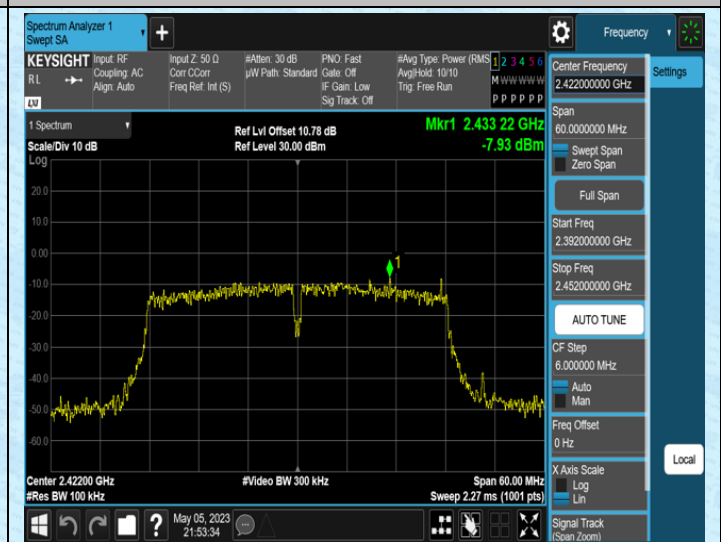 Spectrum Analyzer 1
Swept SA
+
Frequency
KEYSIGHT
RL
LXI
Input: RF
Coupling: AC
Align: Auto
Input Z: 50 Ω
Corr CCorr
Freq Ref: Int (S)
#Atten: 30 dB
µW Path: Standard
PNO: Fast
Gate: Off
IF Gain: Low
Sig Track: Off
#Avg Type: Power (RMS
Avg|Hold: 10/10
Trig: Free Run
1 2 3 4 5 6
M W W W W W
P P P P P P
Center Frequency
2.422000000 GHz
Settings
Span
60.0000000 MHz
Swept Span
Zero Span
Full Span
Start Freq
2.392000000 GHz
Stop Freq
2.452000000 GHz
AUTO TUNE
CF Step
6.000000 MHz
Auto
Man
Freq Offset
0 Hz
X Axis Scale
Log
Lin
Local
Signal Track
(Span Zoom)
1 Spectrum
Scale/Div 10 dB
Log
Ref Lvl Offset 10.78 dB
Ref Level 30.00 dBm
Mkr1 2.433 22 GHz
-7.93 dBm
20.0
10.0
0.00
1
-10.0
-20.0
-30.0
-40.0
-50.0
-60.0
Center 2.42200 GHz
#Res BW 100 kHz
#Video BW 300 kHz
Span 60.00 MHz
Sweep 2.27 ms (1001 pts)
?
May 05, 2023
21:53:34